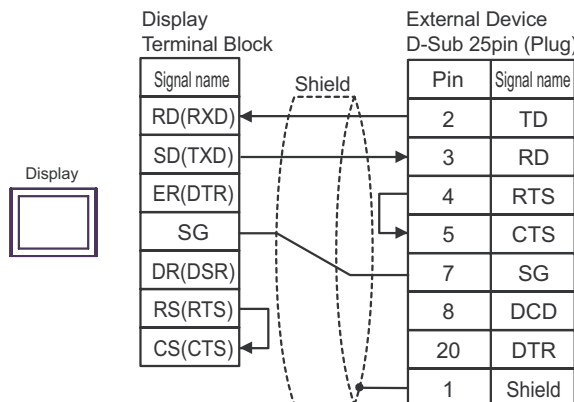 Display
Terminal Block
External Device
D-Sub 25pin (Plug)
Signal name
Shield
Pin
Signal name
RD(RXD)
2
TD
SD(TXD)
3
RD
Display
ER(DTR)
4
RTS
SG
5
CTS
DR(DSR)
7
SG
RS(RTS)
8
DCD
CS(CTS)
20
DTR
1
Shield